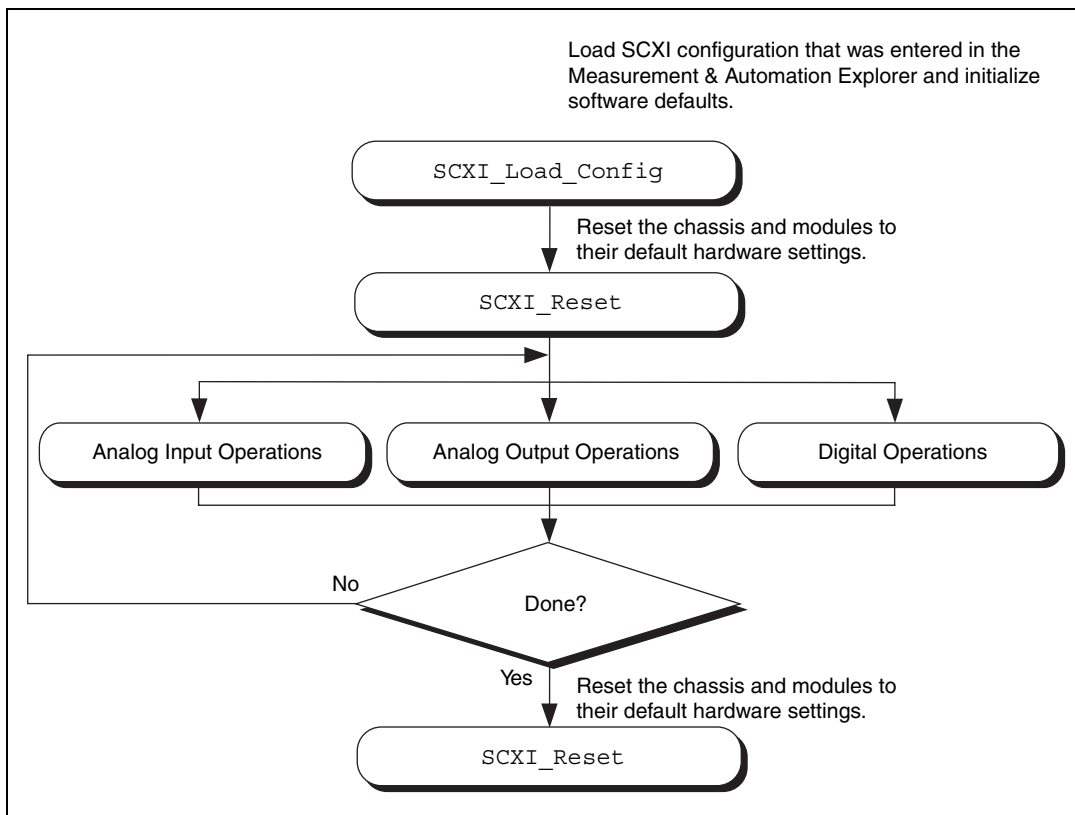 Load SCXI configuration that was entered in the
Measurement & Automation Explorer and initialize
software defaults.
SCXI_Load_Config
Reset the chassis and modules to
their default hardware settings.
SCXI_Reset
Analog Input Operations
Analog Output Operations
Digital Operations
No
Done?
Yes
Reset the chassis and modules to
their default hardware settings.
SCXI_Reset